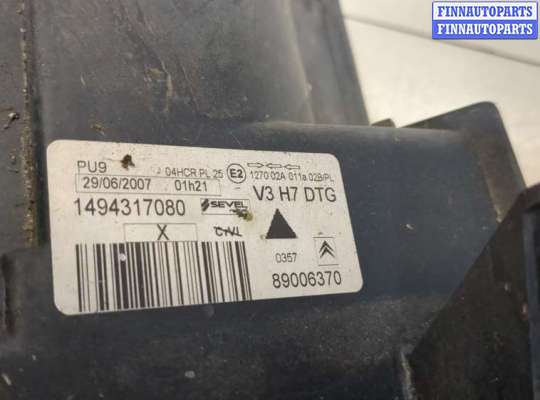 FINNAUTOPARTS
FINNAUTOPARTS
PU9 04HCR PL 25 E2 1270 02A 011a 02B/PL
29/06/2007 01h21 V3 H7 DTG
1494317080 SEVEL
X
0357
89006370